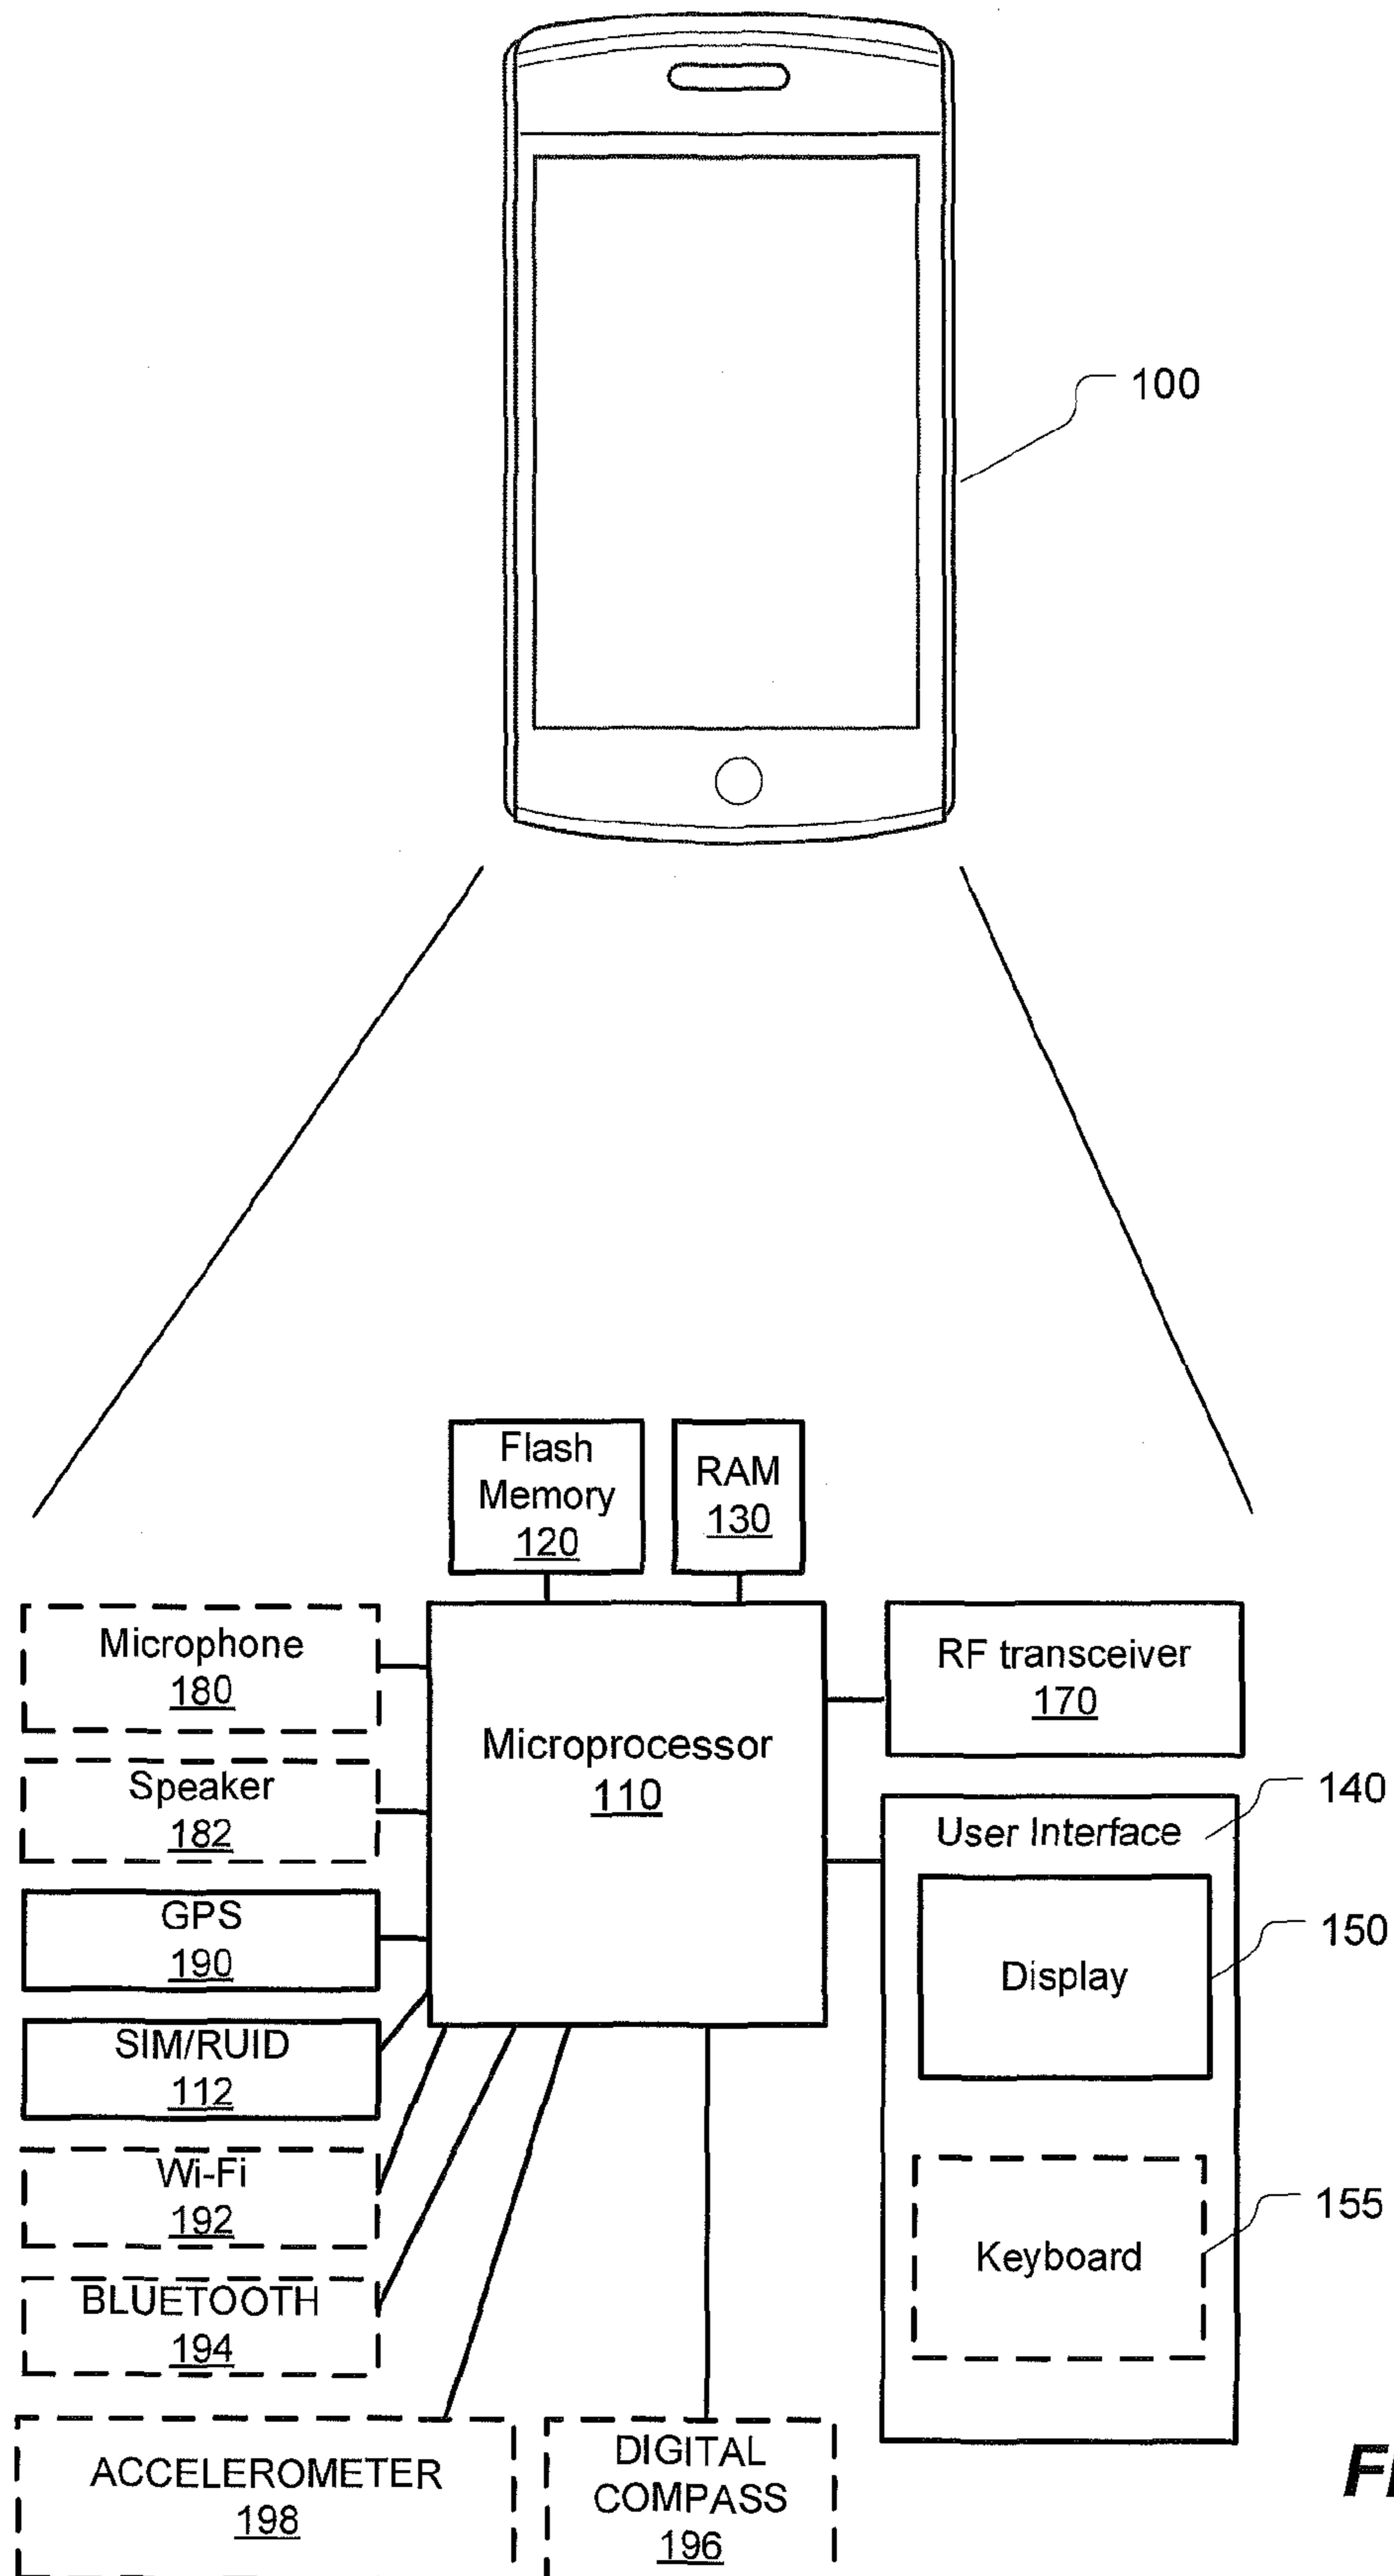 100
Flash
Memory
120
RAM
130
Microphone
180
Speaker
182
GPS
190
SIM/RUID
112
Wi-Fi
192
BLUETOOTH
194
ACCELEROMETER
198
DIGITAL
COMPASS
196
Microprocessor
110
RF transceiver
170
140
User Interface
Display
150
Keyboard
155